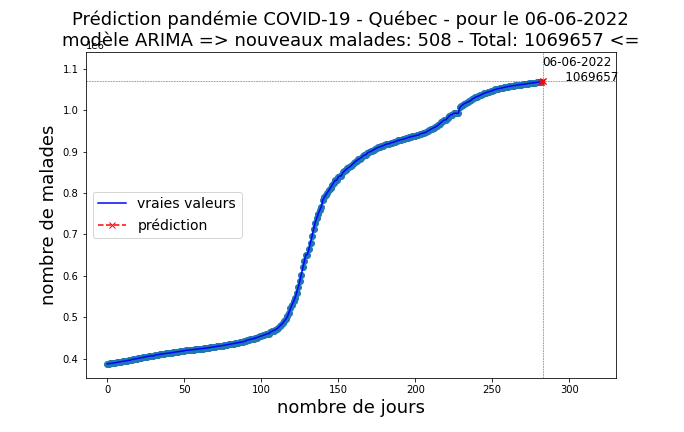 Prédiction pandémie COVID-19 - Québec - pour le 06-06-2022
modèle ARIMA => nouveaux malades: 508 - Total: 1069657 <=
1e6
06-06-2022
1069657
nombre de malades
1.1
1.0
0.9
0.8
0.7
0.6
0.5
0.4
vraies valeurs
prédiction
0 50 100 150 200 250 300
nombre de jours